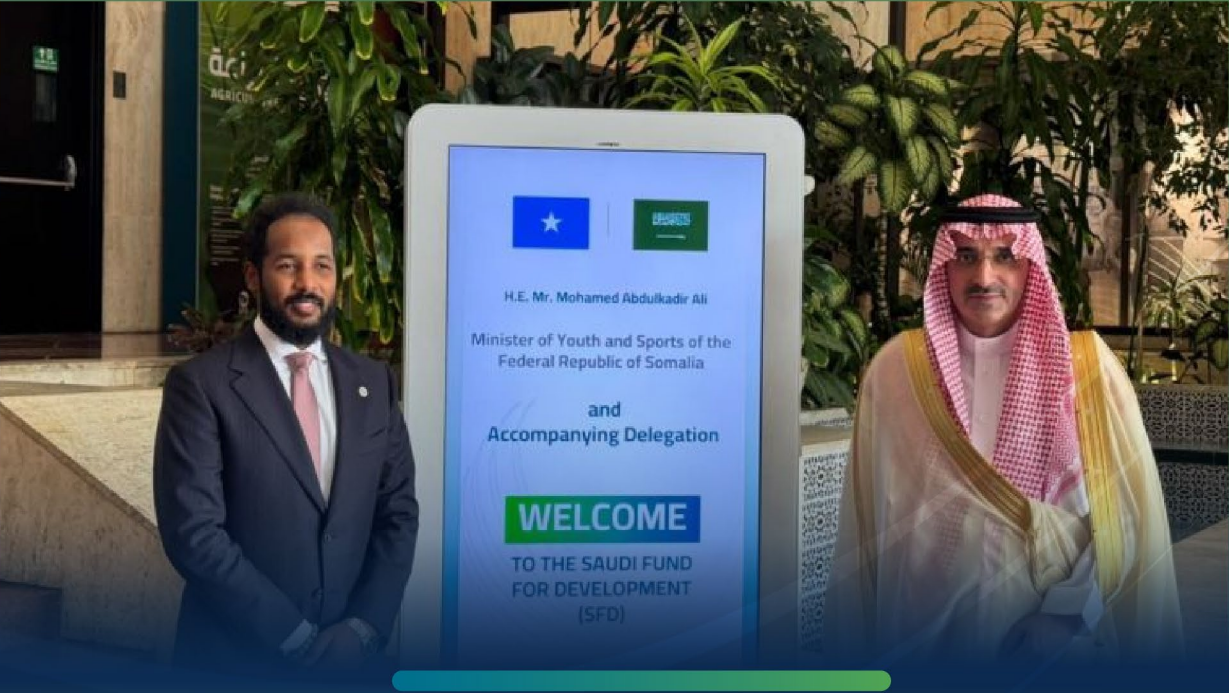 AGRICUL
H.E. Mr. Mohamed Abdulkadir Ali
Minister of Youth and Sports of the
Federal Republic of Somalia
and
Accompanying Delegation
WELCOME
TO THE SAUDI FUND
FOR DEVELOPMENT
(SFD)